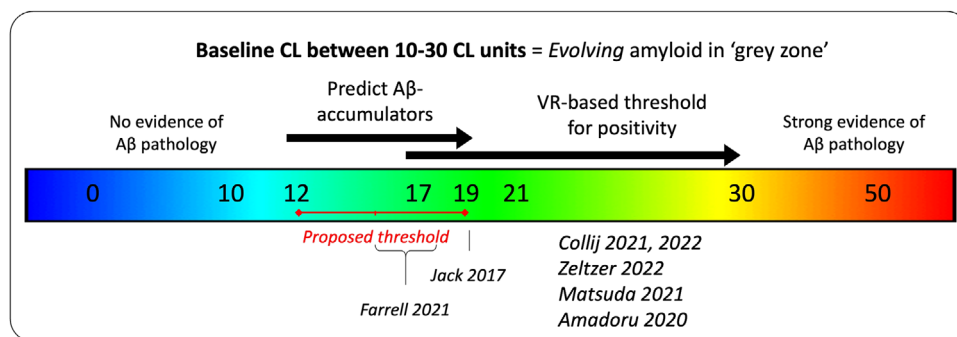 Baseline CL between 10-30 CL units = Evolving amyloid in ‘grey zone’
Predict Aβ-
accumulators
VR-based threshold
for positivity
No evidence of
Aβ pathology
Strong evidence of
Aβ pathology
0 10 12 17 19 21 30 50
Proposed threshold
Jack 2017
Farrell 2021
Collij 2021, 2022
Zeltzer 2022
Matsuda 2021
Amadoru 2020